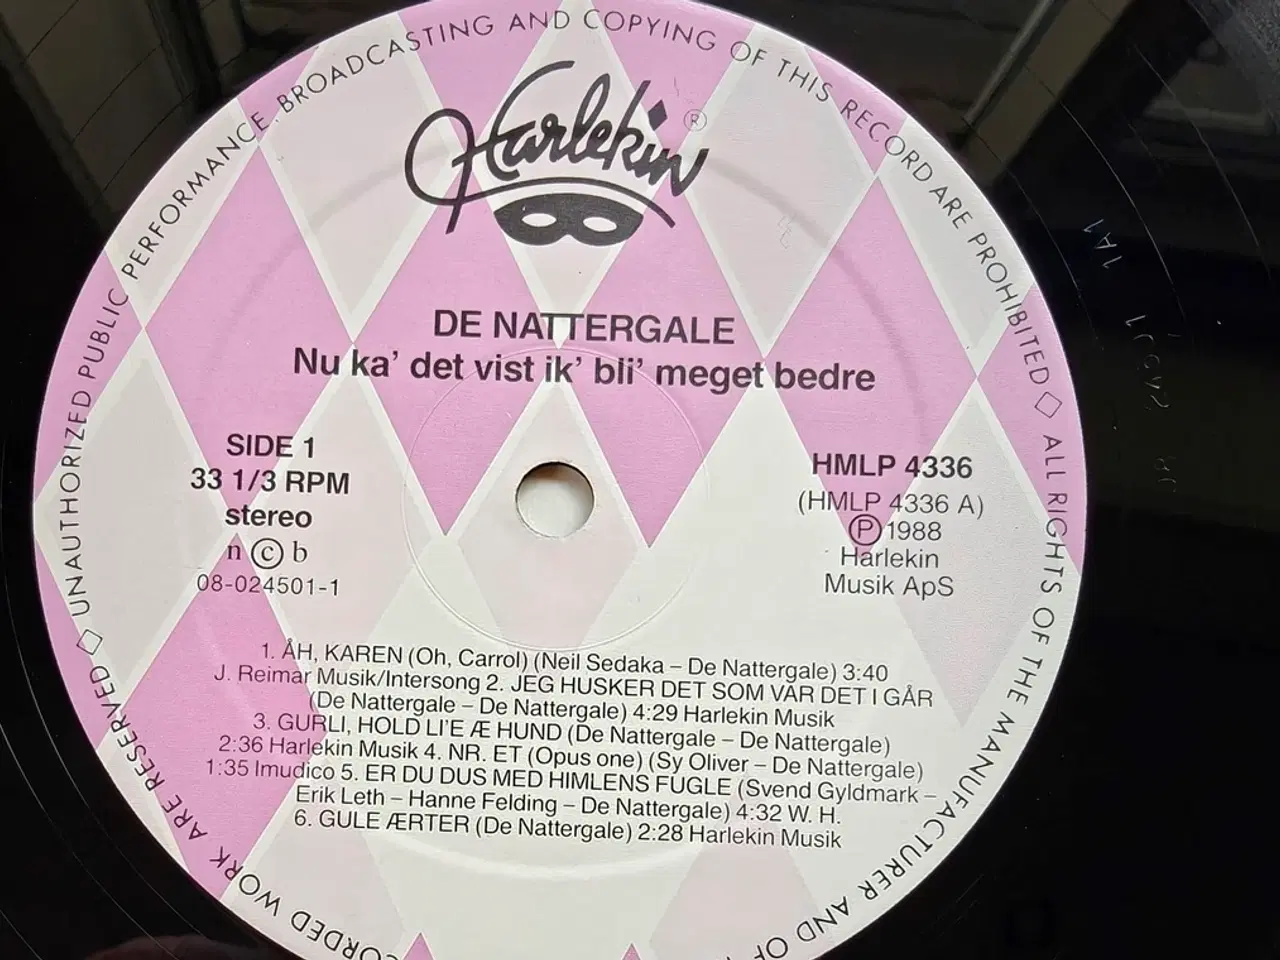 UNAUTHORIZED PUBLIC PERFORMANCE, BROADCASTING AND COPYING OF THIS RECORD ARE PROHIBITED ◇ ALL RIGHTS OF THE MANUFACTURER AND OF
WORK ARE RESERVED ◇
Harlekin ®
DE NATTERGALE
Nu ka' det vist ik' bli' meget bedre
SIDE 1
33 1/3 RPM
stereo
n © b
08-024501-1
HMLP 4336
(HMLP 4336 A)
℗ 1988
Harlekin
Musik ApS
1. ÅH, KAREN (Oh, Carrol) (Neil Sedaka – De Nattergale) 3:40
J. Reimar Musik/Intersong 2. JEG HUSKER DET SOM VAR DET I GÅR
(De Nattergale – De Nattergale) 4:29 Harlekin Musik
3. GURLI, HOLD LI'E Æ HUND (De Nattergale – De Nattergale)
2:36 Harlekin Musik 4. NR. ET (Opus one) (Sy Oliver – De Nattergale)
1:35 Imudico 5. ER DU DUS MED HIMLENS FUGLE (Svend Gyldmark –
Erik Leth – Hanne Felding – De Nattergale) 4:32 W. H.
6. GULE ÆRTER (De Nattergale) 2:28 Harlekin Musik